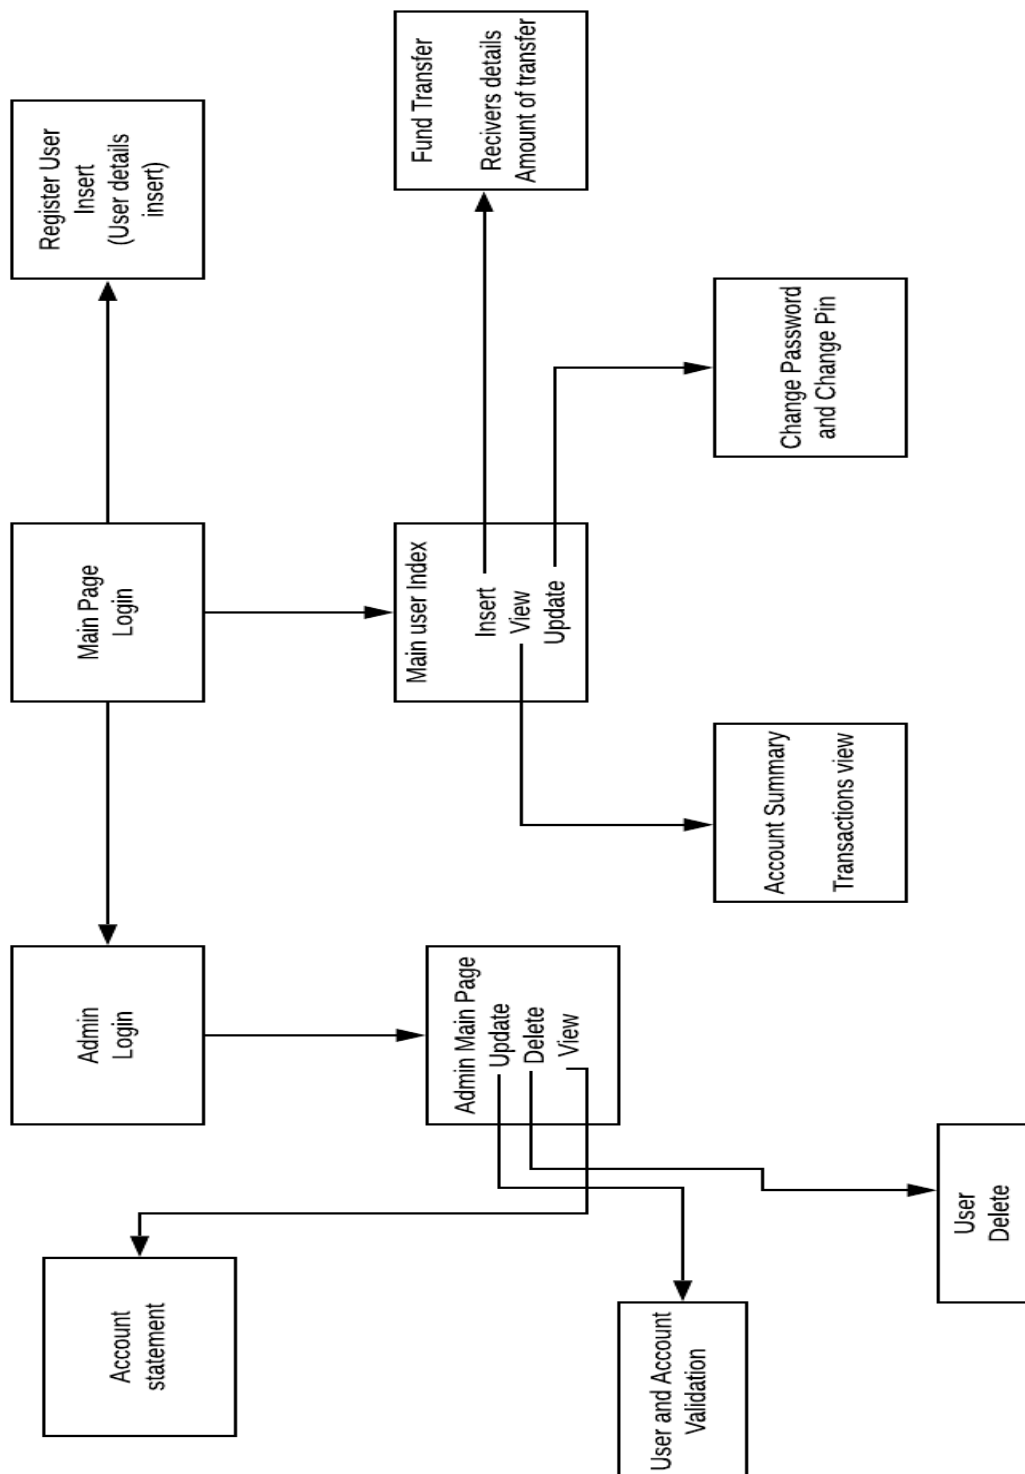 Account
statement
Admin
Login
Main Page
Login
Register User
Insert
(User details
insert)
User and Account
Validation
Admin Main Page
Update
Delete
View
Main user Index
Insert
View
Update
Fund Transfer
Recivers details
Amount of transfer
User
Delete
Account Summary
Transactions view
Change Password
and Change Pin